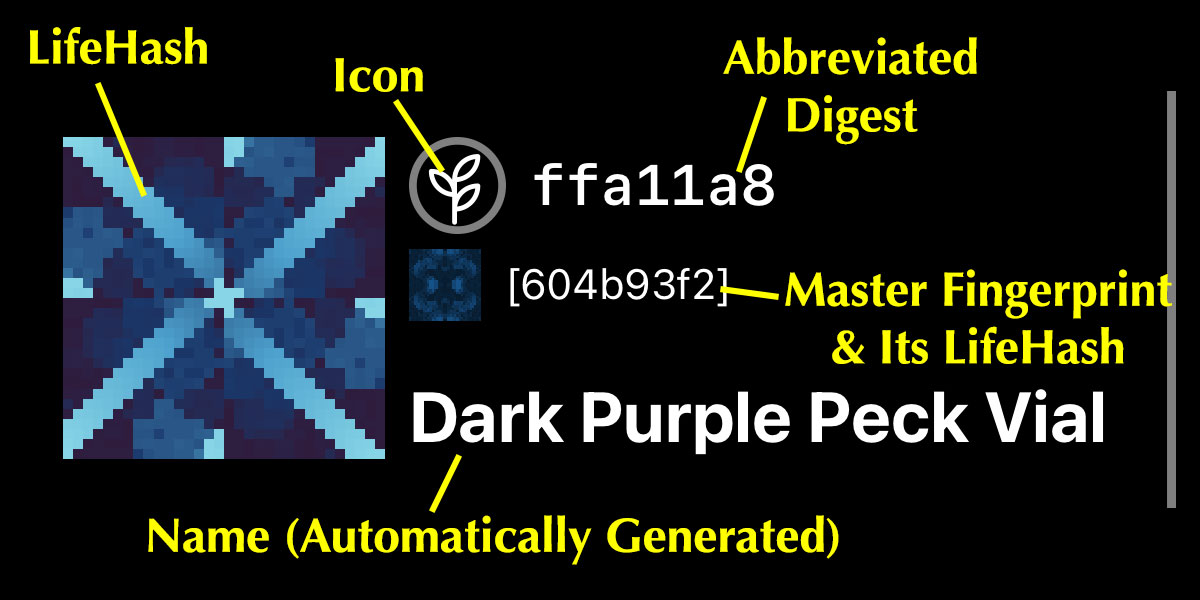 LifeHash
Icon
Abbreviated
Digest
ffa11a8
[604b93f2]
Master Fingerprint
& Its LifeHash
Dark Purple Peck Vial
Name (Automatically Generated)